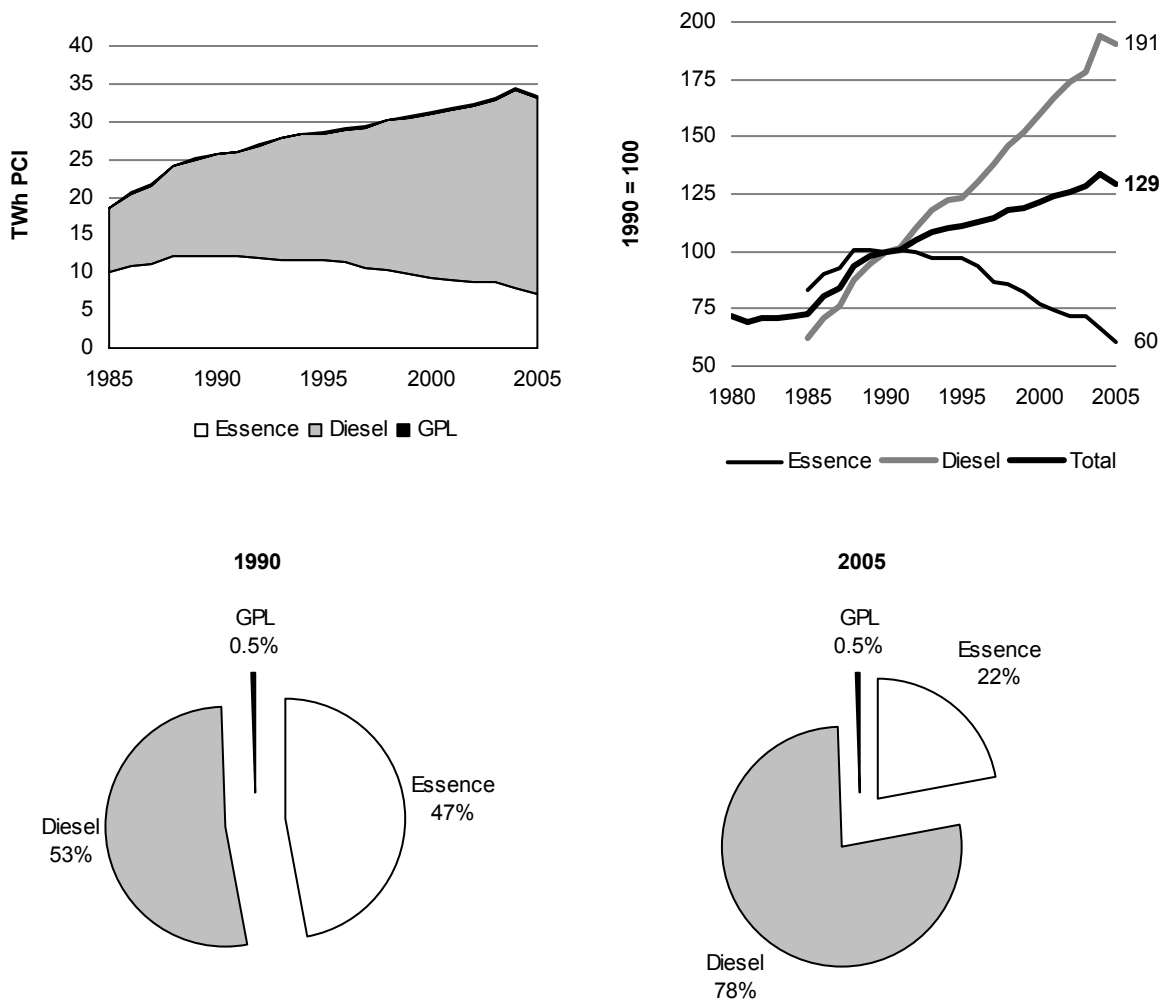 TWh PCI
40
35
30
25
20
15
10
5
0
1985 1990 1995 2000 2005
Essence Diesel GPL
1990 = 100
200
175
150
125
100
75
50
191
129
60
1980 1985 1990 1995 2000 2005
Essence Diesel Total
1990
GPL
0.5%
Essence
47%
Diesel
53%
2005
GPL
0.5%
Essence
22%
Diesel
78%